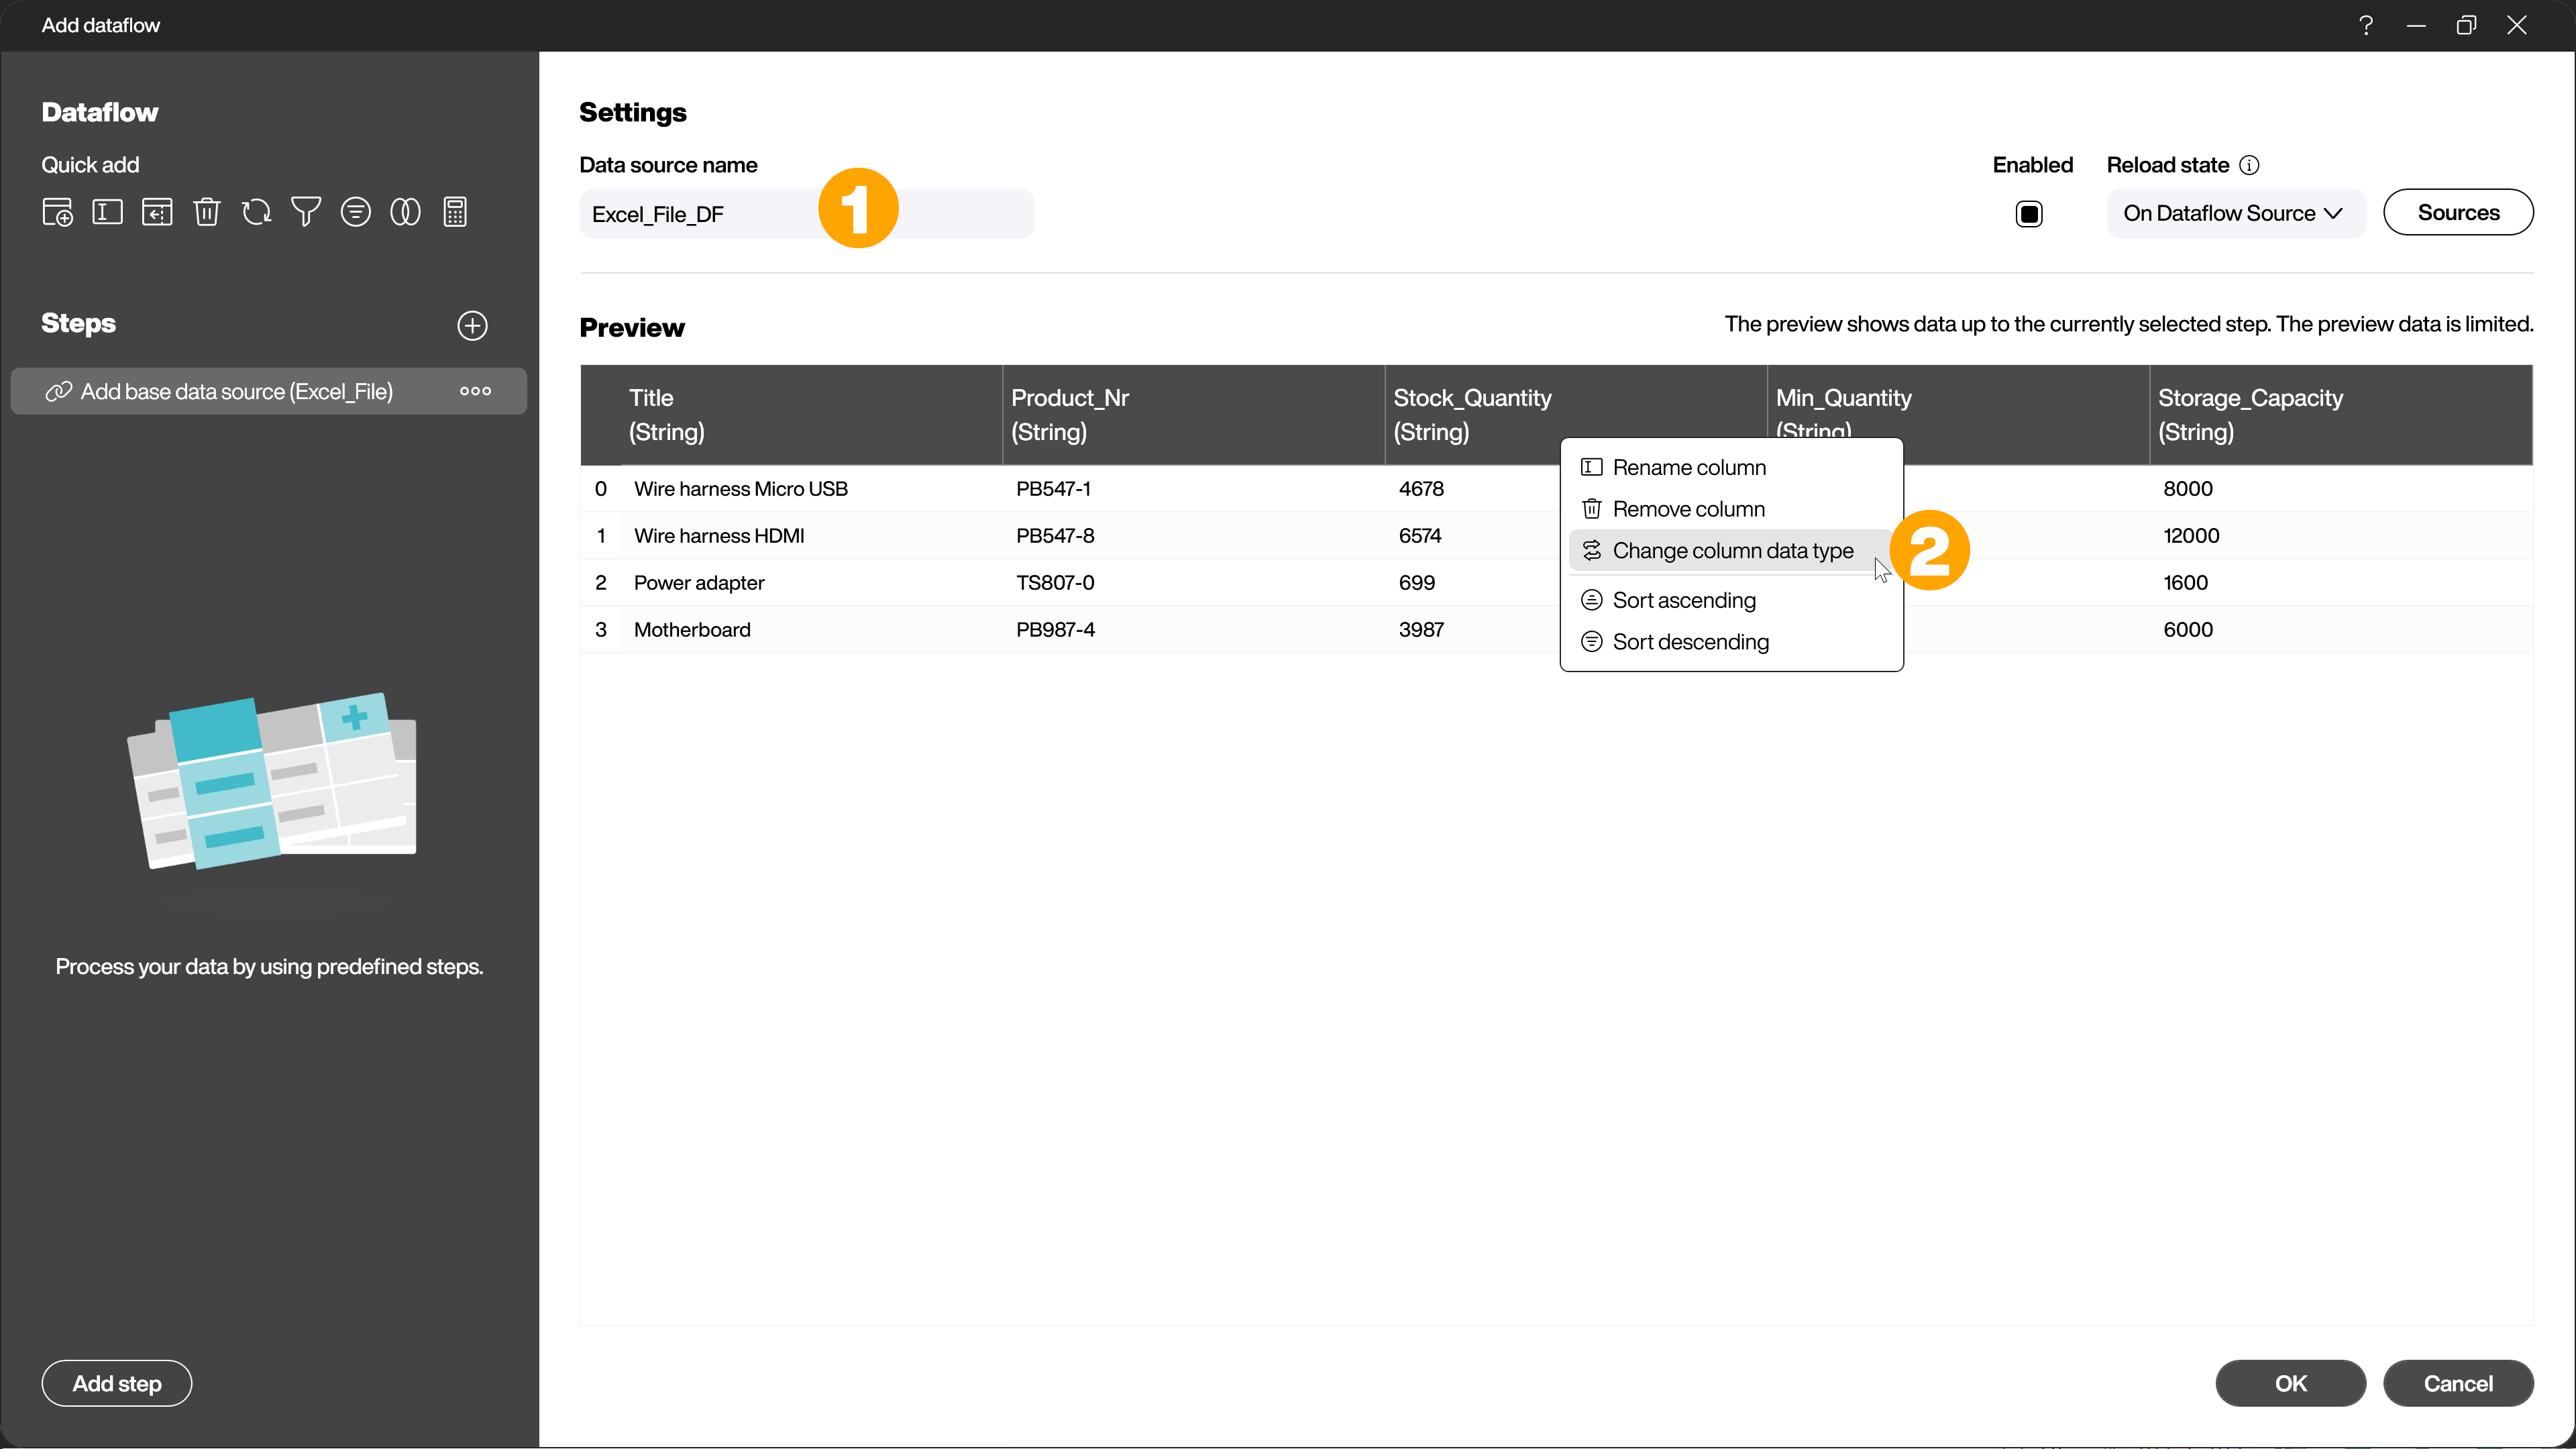 Add dataflow
Dataflow
Quick add
Steps
Add base data source (Excel_File)
Process your data by using predefined steps.
Add step
Settings
Data source name
Excel_File_DF
1
Enabled
Reload state
On Dataflow Source
Sources
Preview
The preview shows data up to the currently selected step. The preview data is limited.
Title Product_Nr Stock_Quantity Min_Quantity Storage_Capacity
(String) (String) (String) (String) (String)
0 Wire harness Micro USB PB547-1 4678 8000
1 Wire harness HDMI PB547-8 6574 12000
2 Power adapter TS807-0 699 1600
3 Motherboard PB987-4 3987 6000
Rename column
Remove column
Change column data type
2
Sort ascending
Sort descending
OK
Cancel